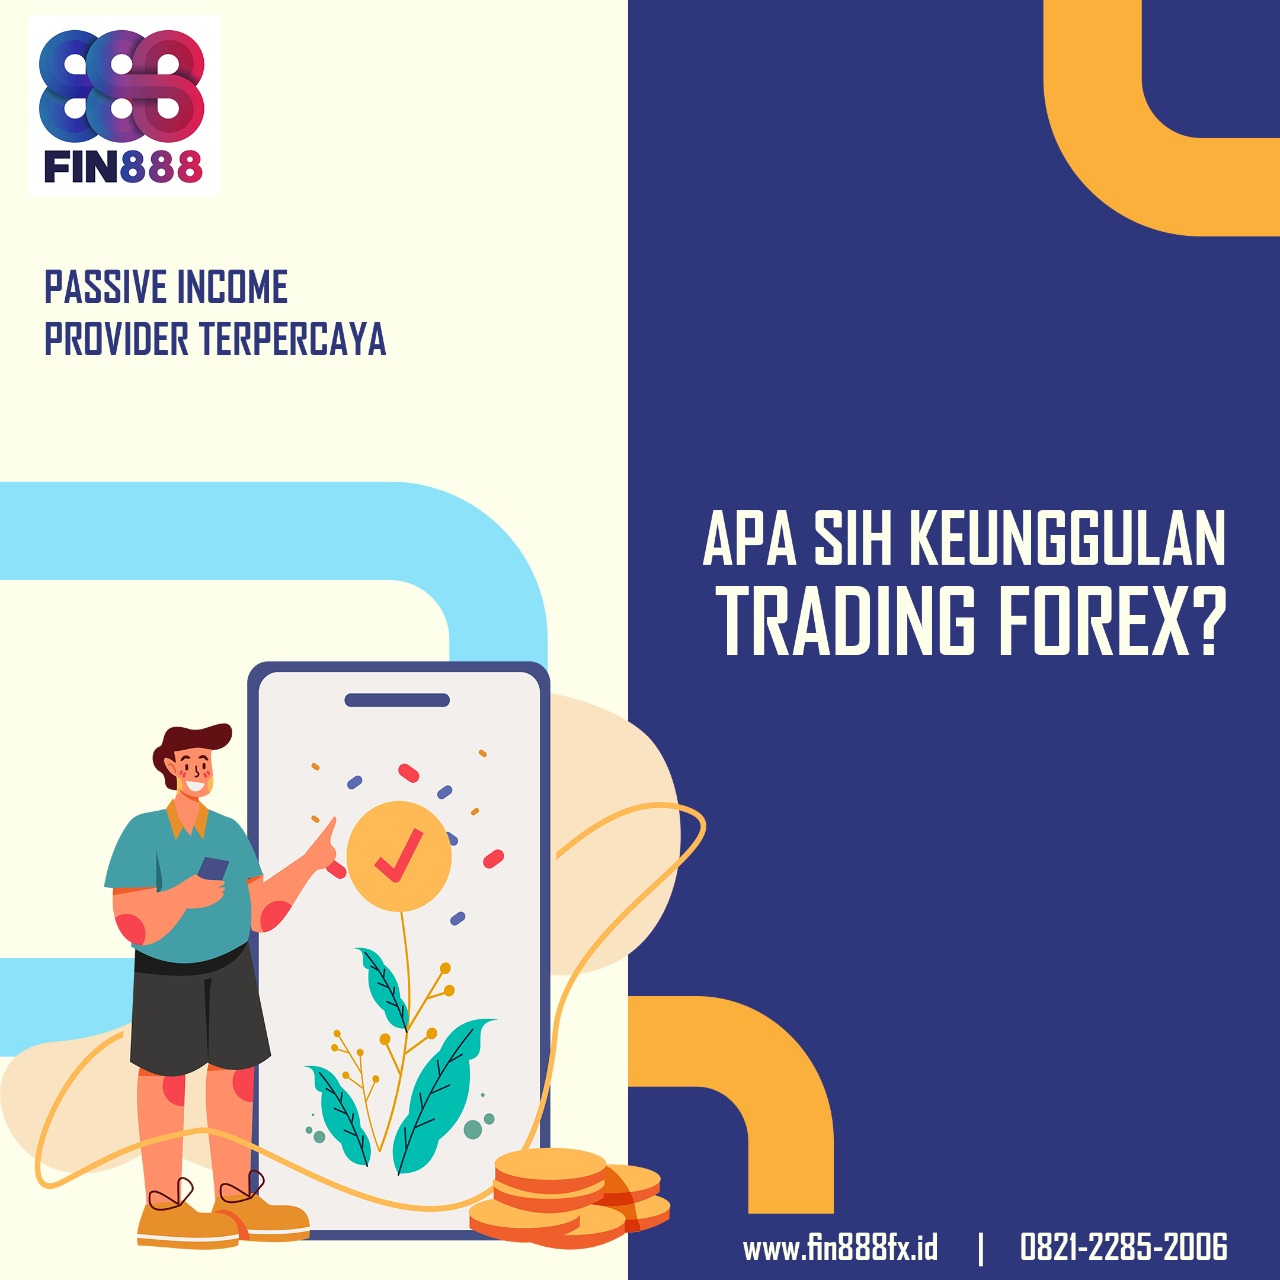 FIN888
PASSIVE INCOME
PROVIDER TERPERCAYA
APA SIH KEUNGGULAN
TRADING FOREX?
www.fin888fx.id | 0821-2285-2006